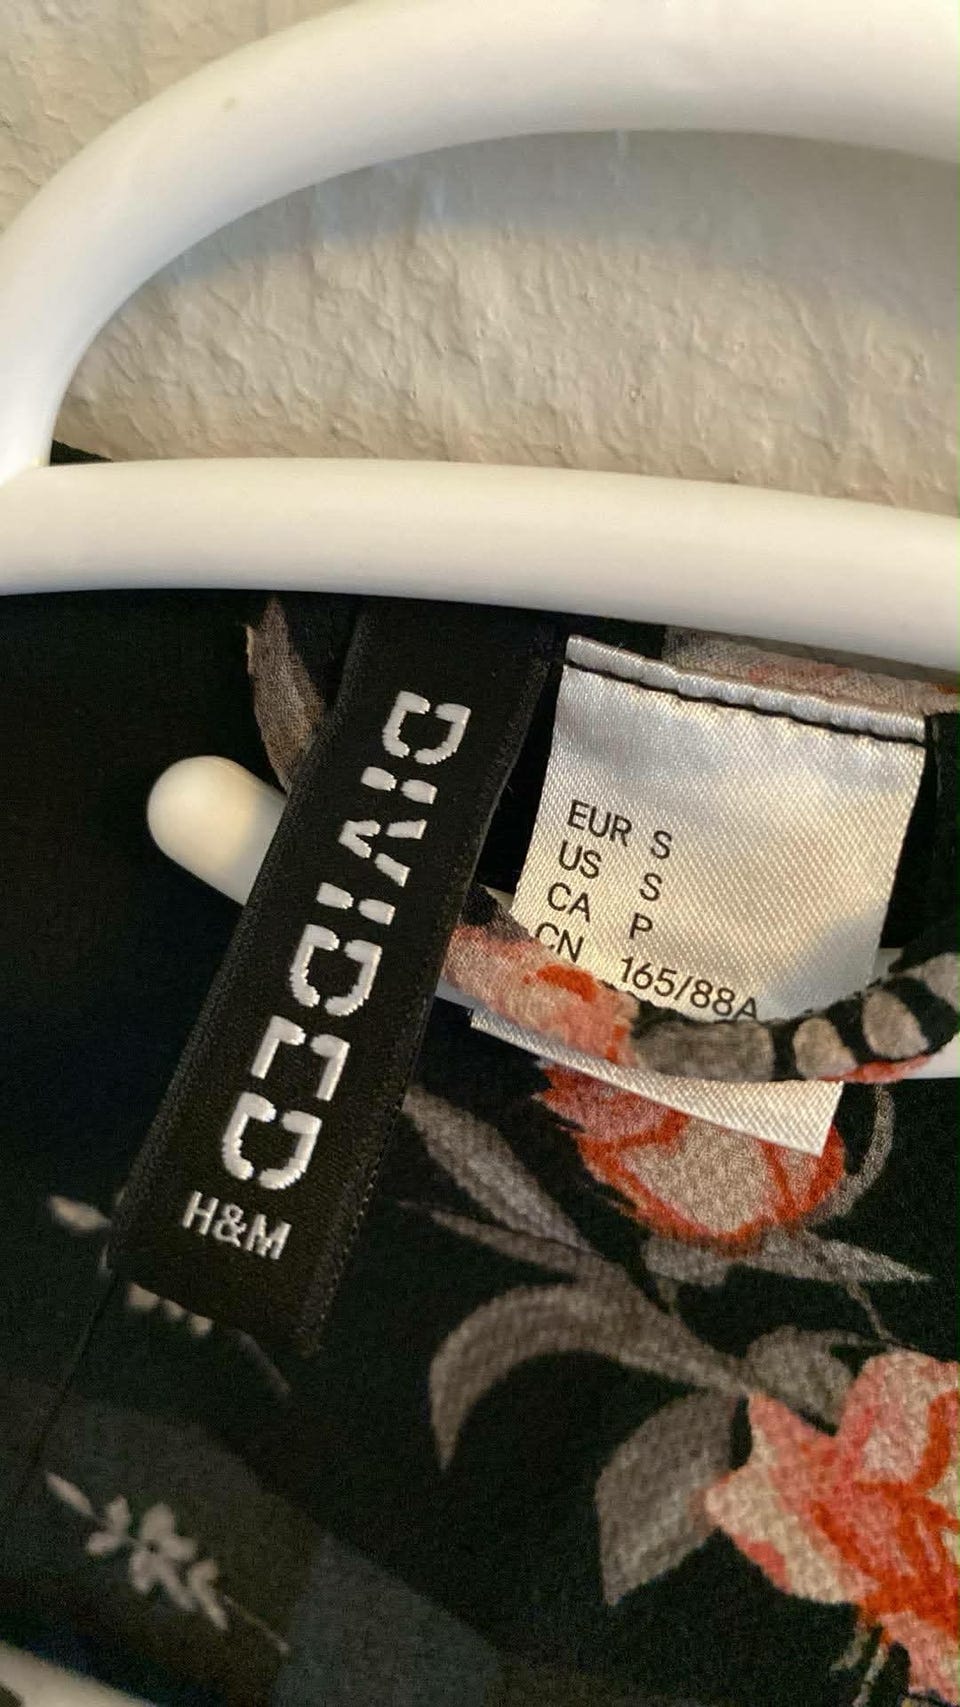 DIVIDED
H&M
EUR S
US S
CA P
CN 165/88A